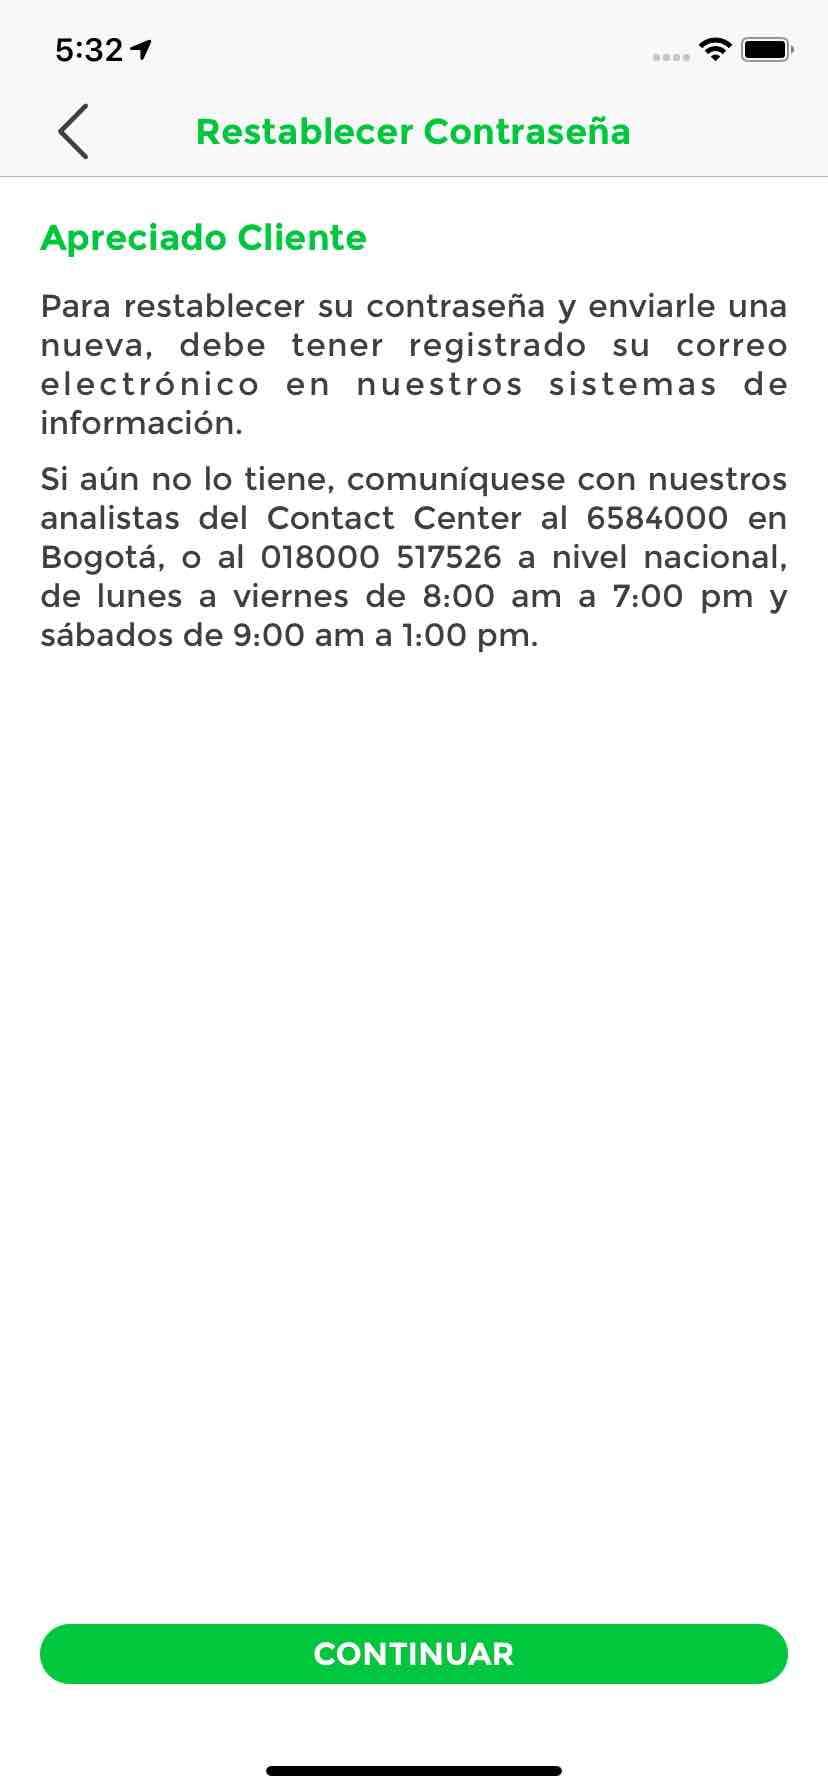 5:32
Restablecer Contraseña
Apreciado Cliente
Para restablecer su contraseña y enviarle una
nueva, debe tener registrado su correo
electrónico en nuestros sistemas de
información.
Si aún no lo tiene, comuníquese con nuestros
analistas del Contact Center al 6584000 en
Bogotá, o al 018000 517526 a nivel nacional,
de lunes a viernes de 8:00 am a 7:00 pm y
sábados de 9:00 am a 1:00 pm.
CONTINUAR